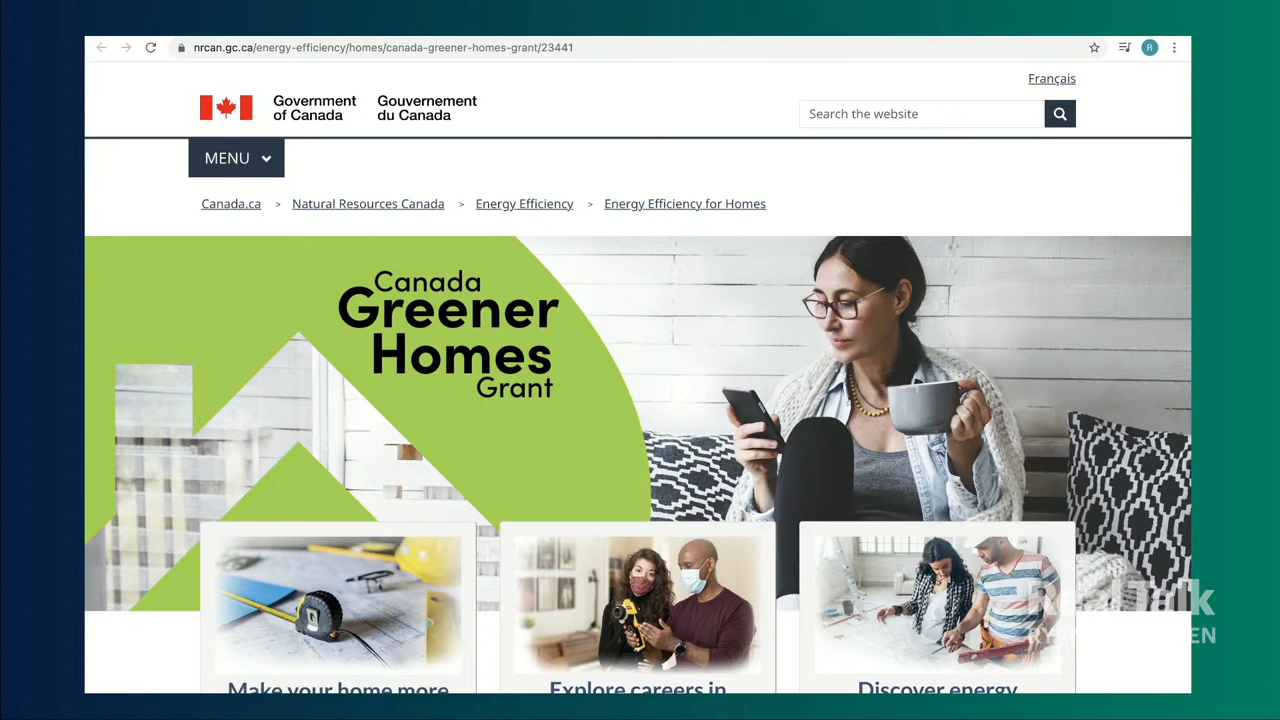 nrcan.gc.ca/energy-efficiency/homes/canada-greener-homes-grant/23441
R
Français
Government of Canada
Gouvernement du Canada
Search the website
MENU
Canada.ca > Natural Resources Canada > Energy Efficiency > Energy Efficiency for Homes
Canada
Greener
Homes
Grant
Make your home more
Explore careers in
Discover energy
Real Talk